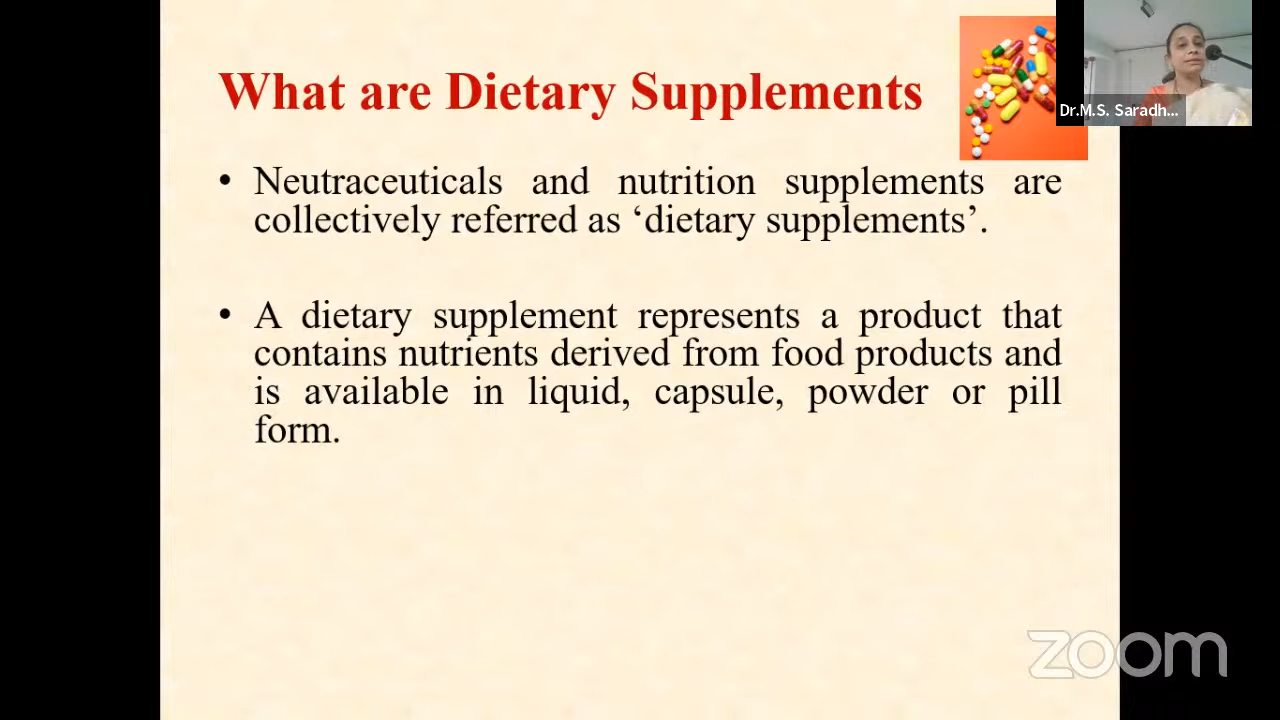 What are Dietary Supplements
Dr.M.S. Saradh...
• Neutraceuticals and nutrition supplements are
collectively referred as ‘dietary supplements’.
• A dietary supplement represents a product that
contains nutrients derived from food products and
is available in liquid, capsule, powder or pill
form.
zoom